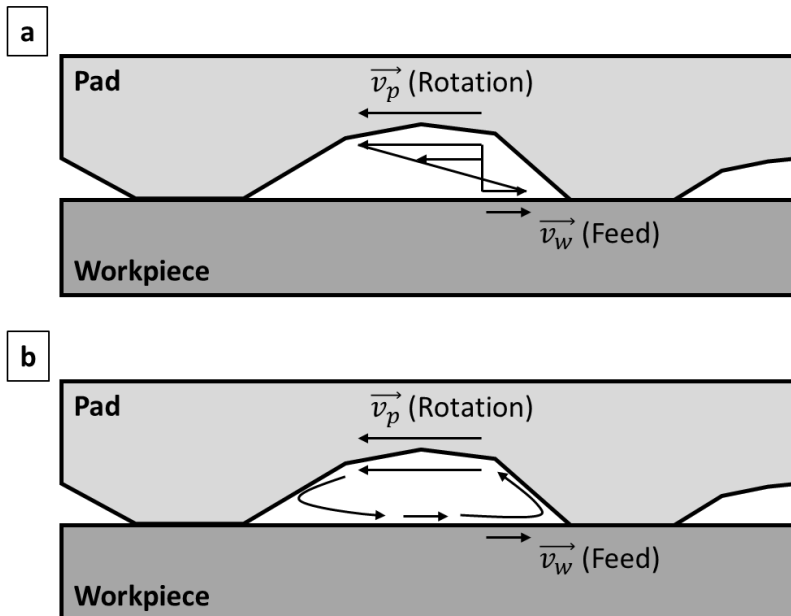 a
Pad
v_p (Rotation)
v_w (Feed)
Workpiece
b
Pad
v_p (Rotation)
v_w (Feed)
Workpiece